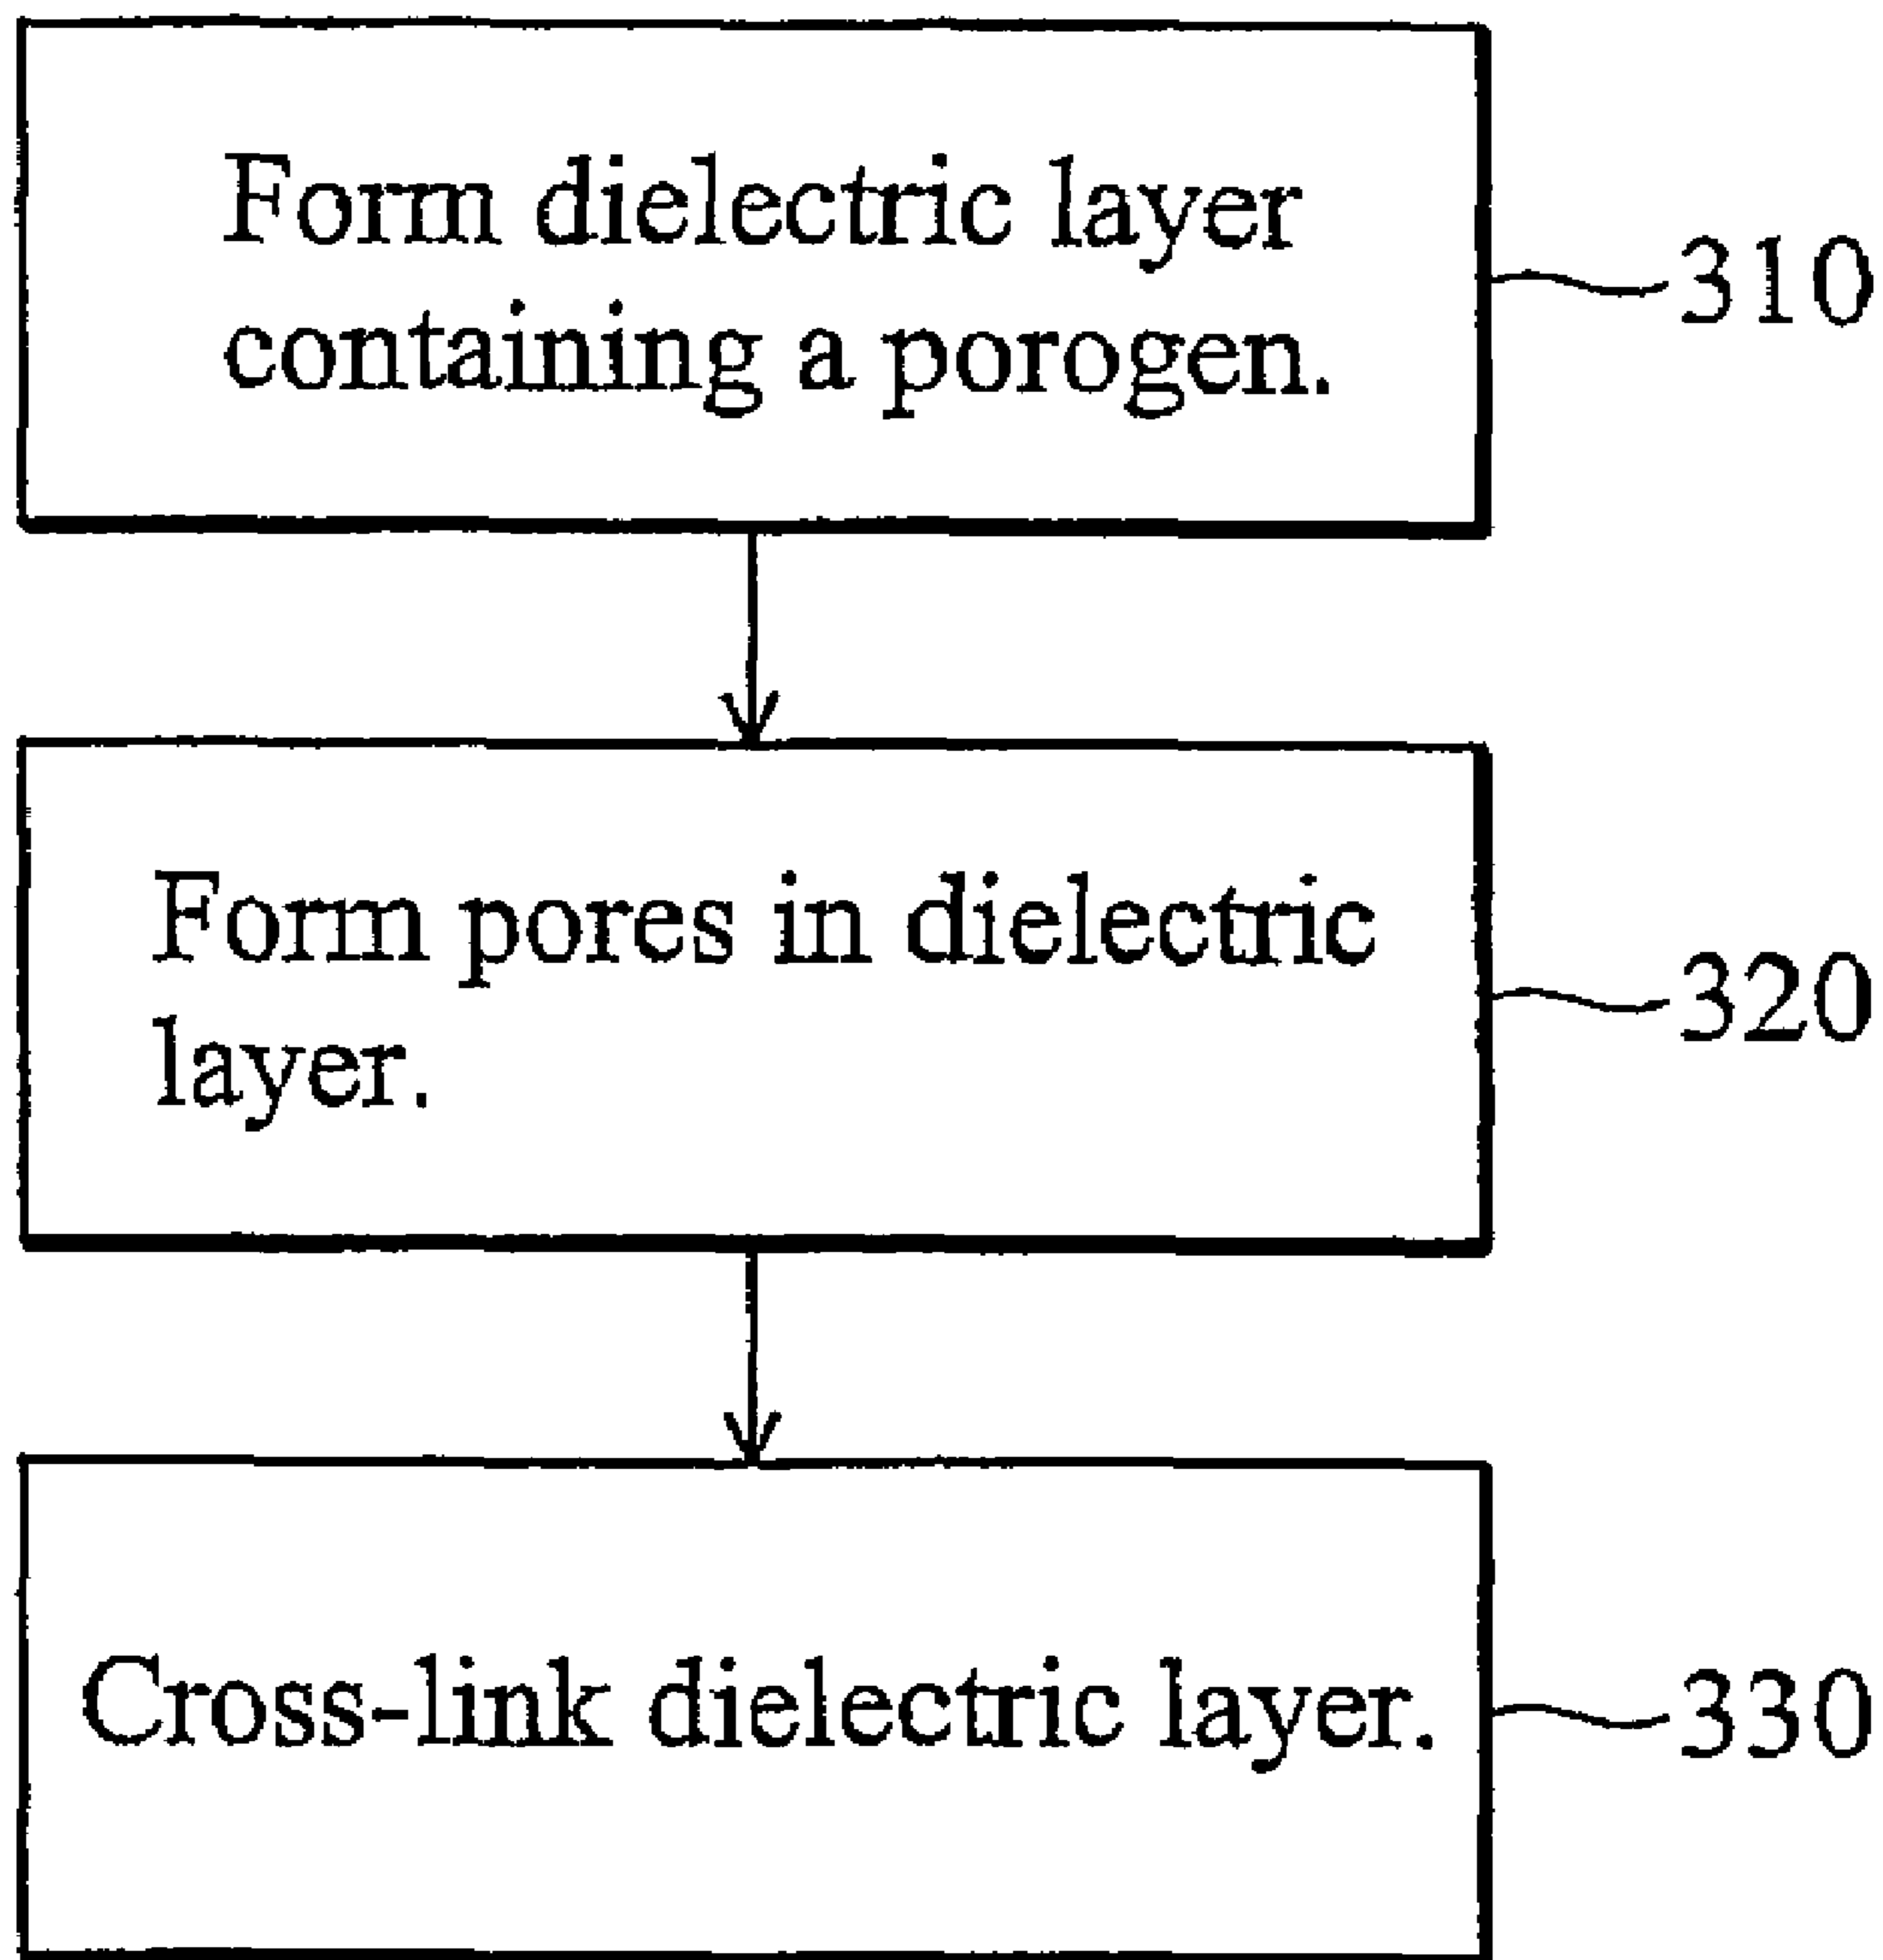 Form dielectric layer
containing a porogen.
310
Form pores in dielectric
layer.
320
Cross-link dielectric layer.
330